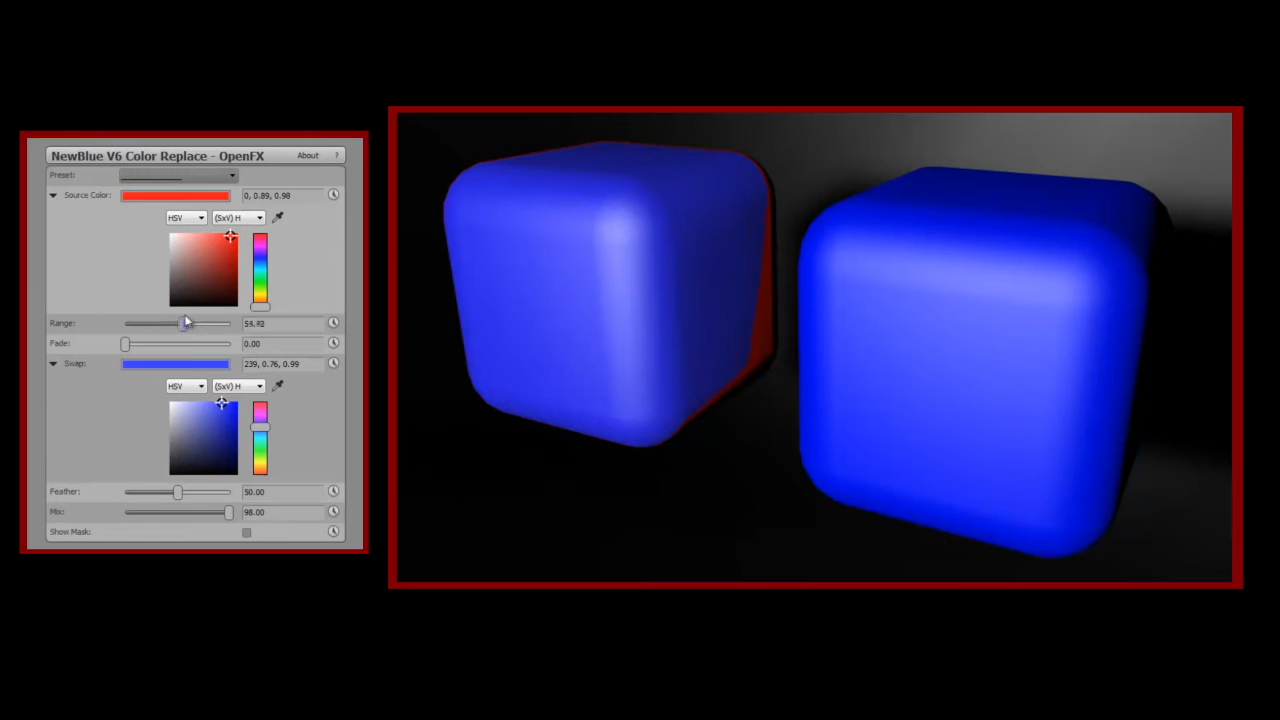 NewBlue V6 Color Replace - OpenFX About ?
Preset:
Source Color: 0, 0.89, 0.98
HSV (SxV) H
Range:
Fade: 0.00
Swap: 239, 0.76, 0.99
HSV (SxV) H
Feather: 50.00
Mix: 98.00
Show Mask: